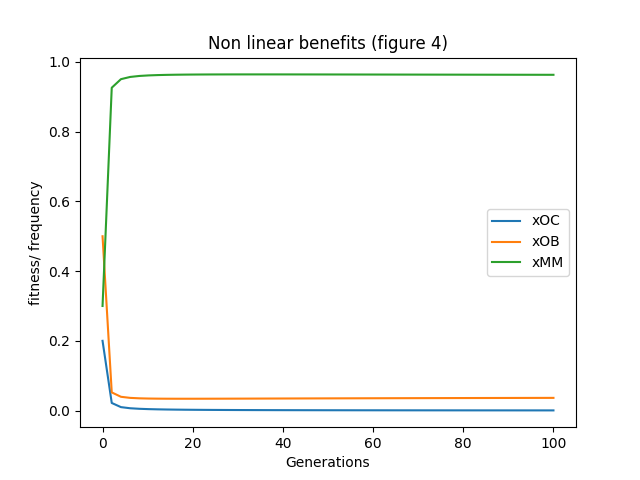 Non linear benefits (figure 4)
1.0
0.8
0.6
0.4
0.2
0.0
fitness/ frequency
xOC
xOB
xMM
0 20 40 60 80 100
Generations